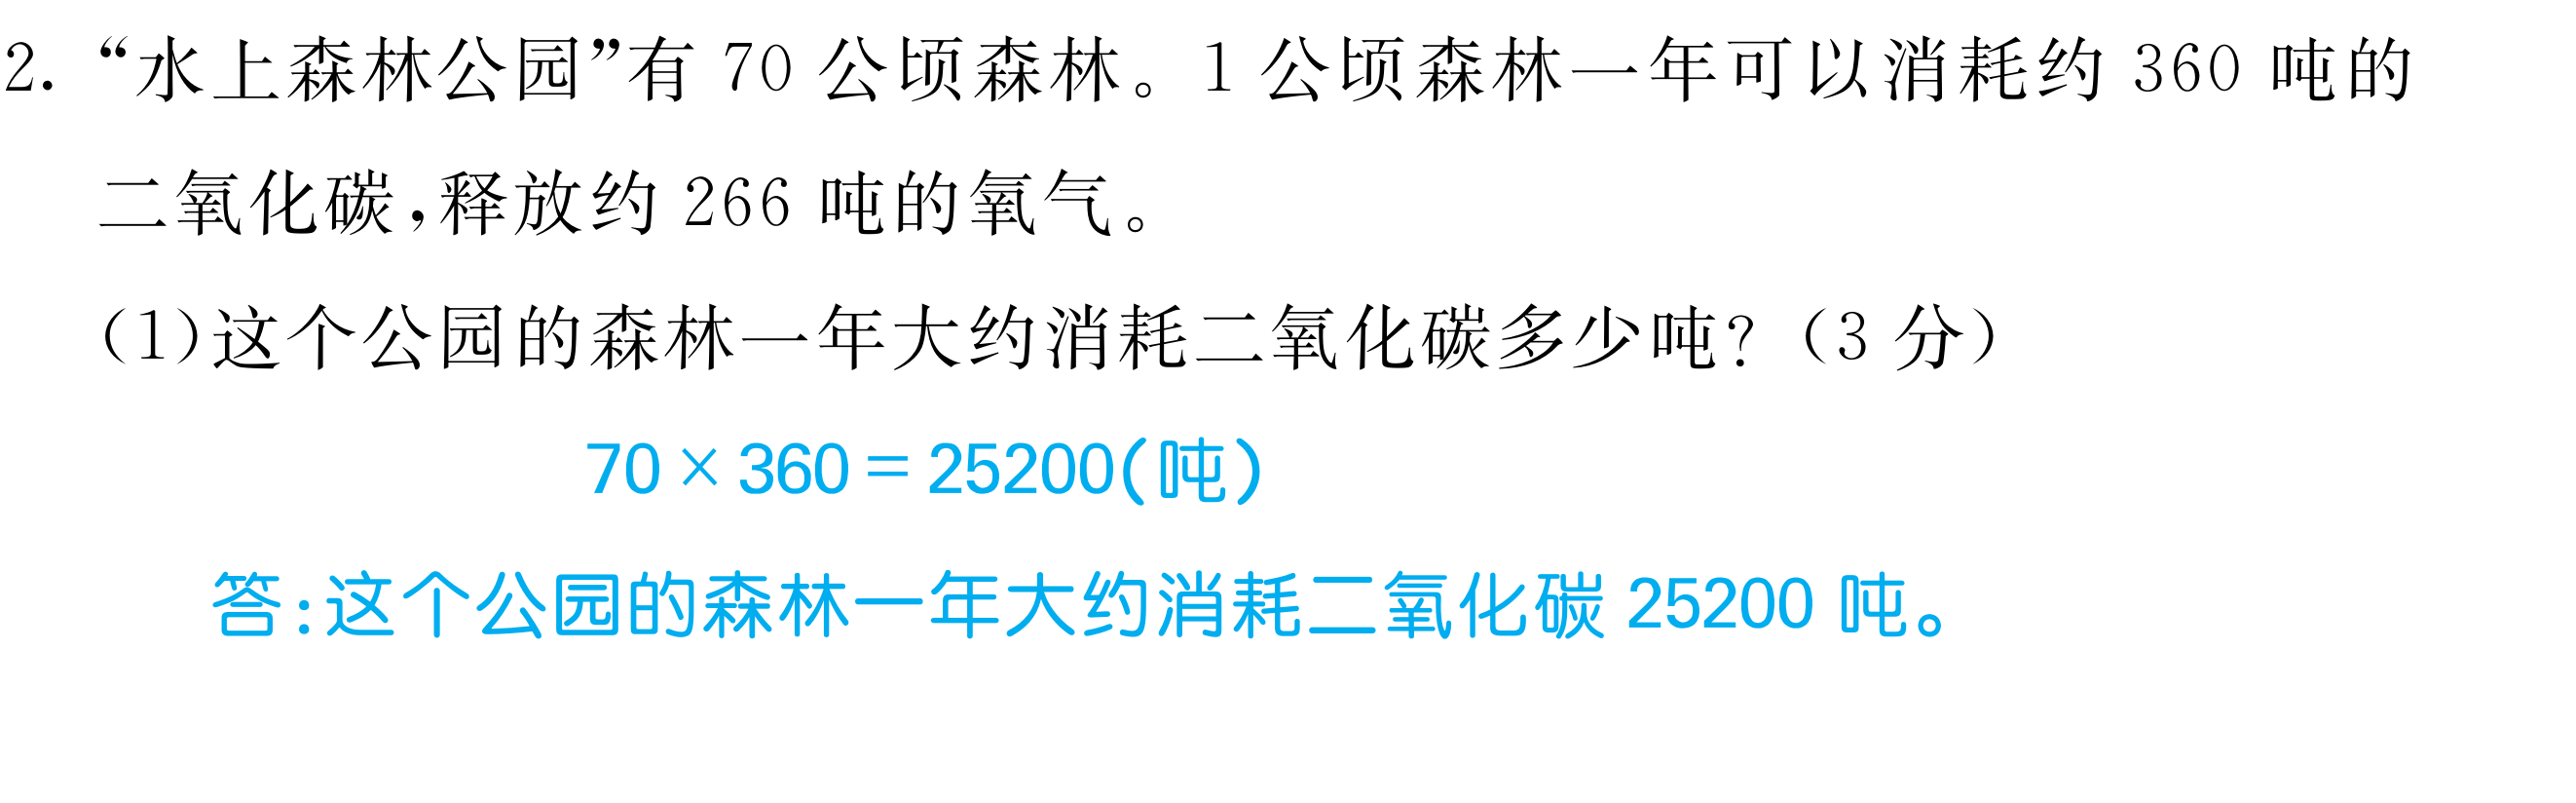 2. “水上森林公园”有 70 公顷森林。1 公顷森林一年可以消耗约 360 吨的
二氧化碳,释放约 266 吨的氧气。
(1)这个公园的森林一年大约消耗二氧化碳多少吨?(3 分)
70×360=25200(吨)
答:这个公园的森林一年大约消耗二氧化碳 25200 吨。